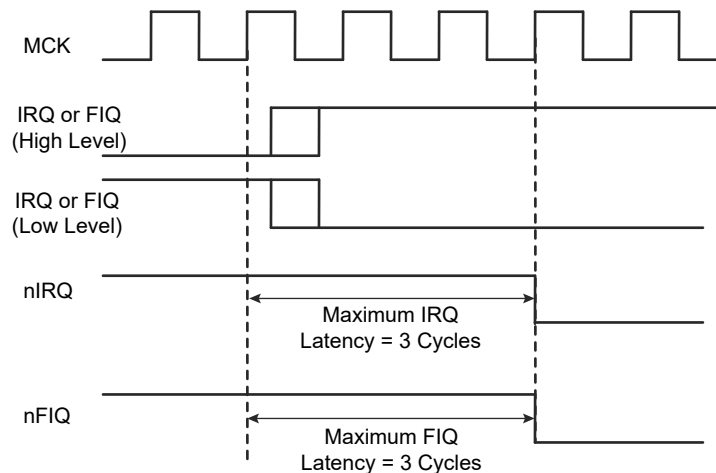 MCK
IRQ or FIQ
(High Level)
IRQ or FIQ
(Low Level)
nIRQ
Maximum IRQ
Latency = 3 Cycles
nFIQ
Maximum FIQ
Latency = 3 Cycles